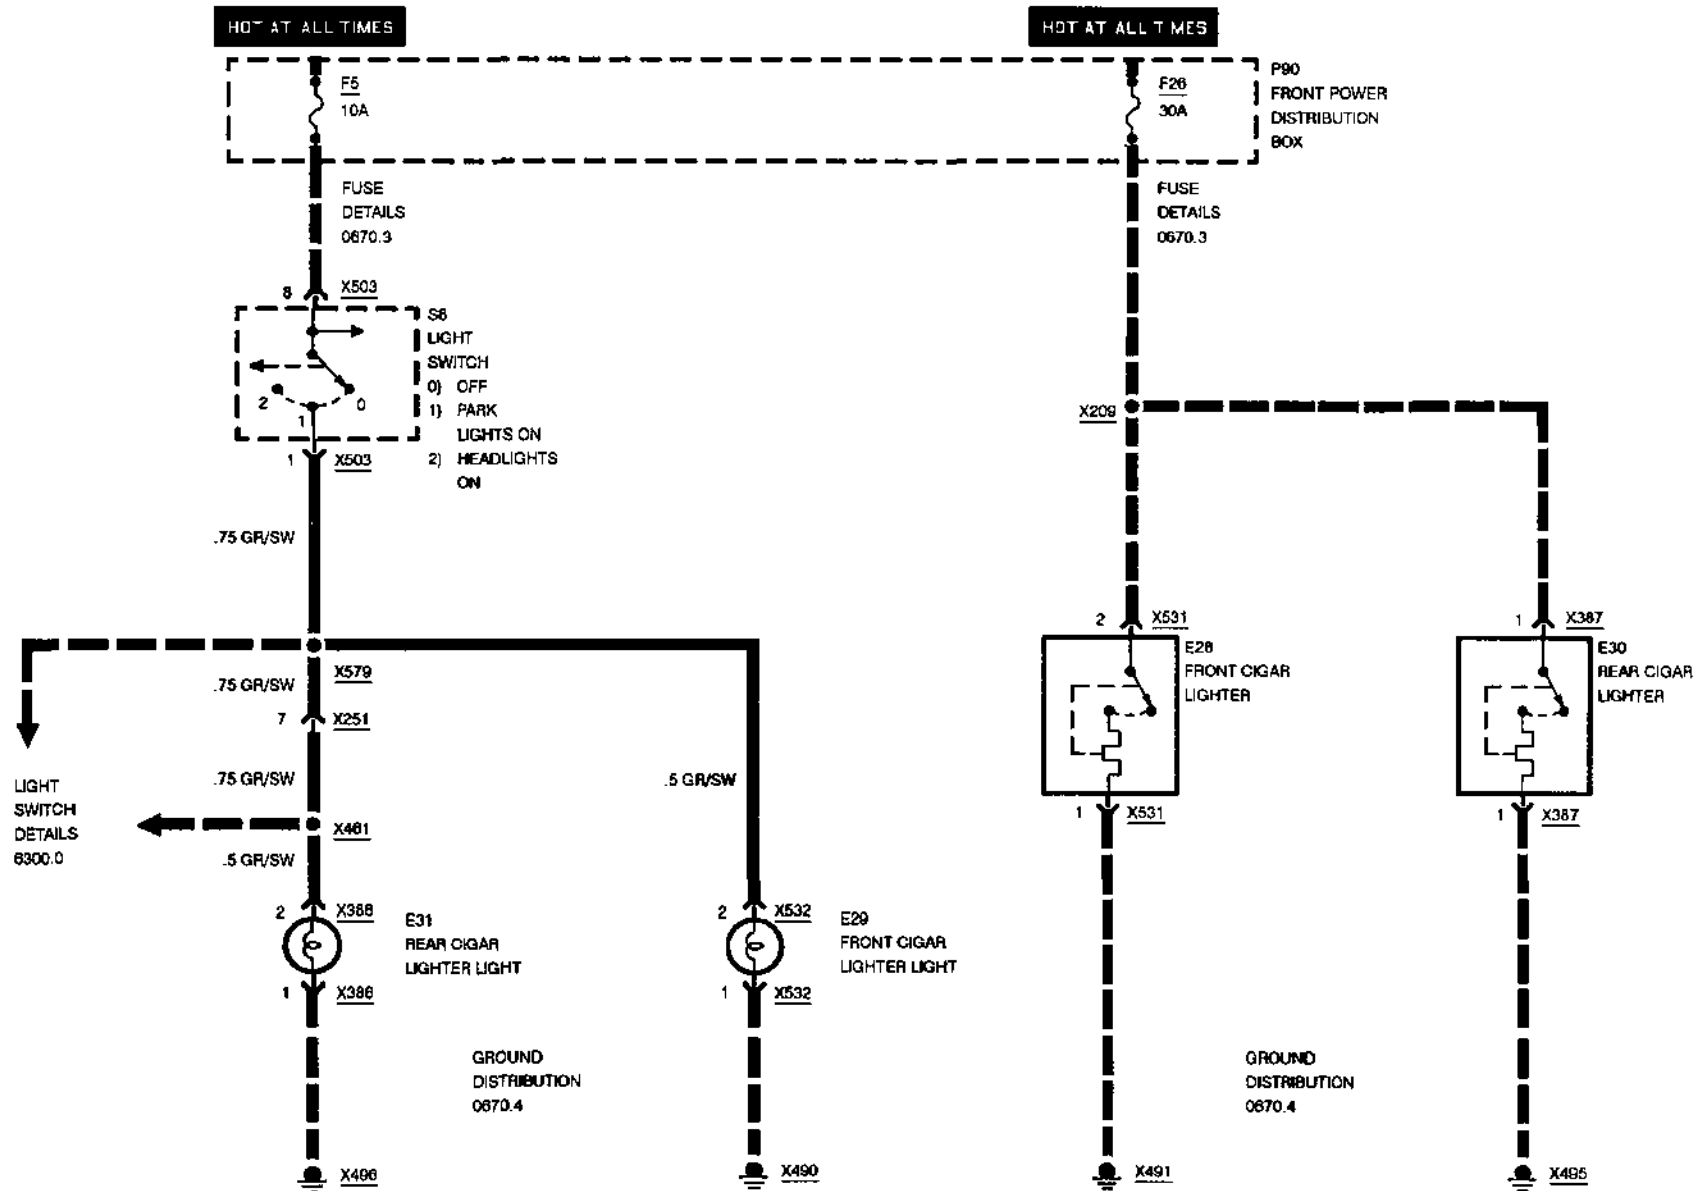 HOT AT ALL TIMES
HOT AT ALL TIMES
F5
10A
F26
30A
P90
FRONT POWER
DISTRIBUTION
BOX
FUSE
DETAILS
0670.3
FUSE
DETAILS
0670.3
8
X503
S6
LIGHT
SWITCH
0) OFF
1) PARK
LIGHTS ON
2) HEADLIGHTS
ON
2
1
0
1
X503
X209
.75 GR/SW
2
X531
E28
FRONT CIGAR
LIGHTER
1
X387
E30
REAR CIGAR
LIGHTER
X579
.75 GR/SW
7
X251
.75 GR/SW
.5 GR/SW
LIGHT
SWITCH
DETAILS
6300.0
X461
.5 GR/SW
1
X531
1
X387
2
X386
E31
REAR CIGAR
LIGHTER LIGHT
2
X532
E29
FRONT CIGAR
LIGHTER LIGHT
1
X386
1
X532
GROUND
DISTRIBUTION
0670.4
GROUND
DISTRIBUTION
0670.4
X496
X490
X491
X495